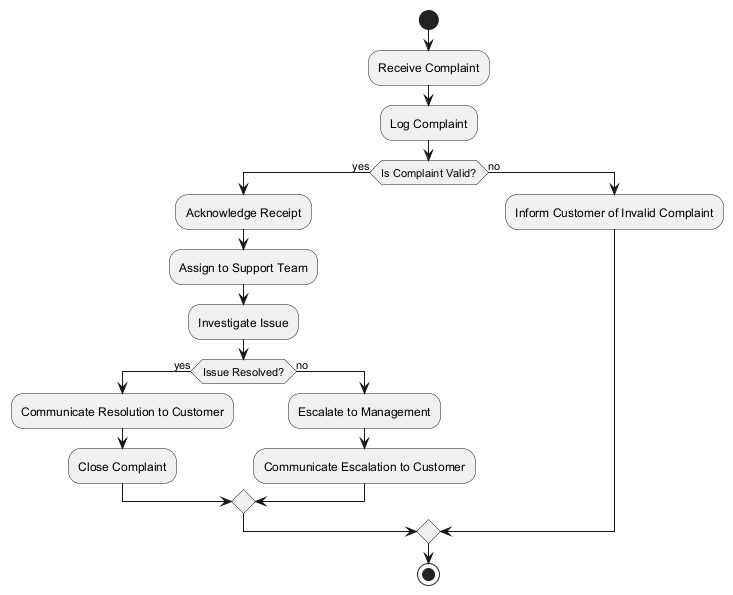 Receive Complaint
Log Complaint
yes
Is Complaint Valid?
no
Acknowledge Receipt
Inform Customer of Invalid Complaint
Assign to Support Team
Investigate Issue
yes
Issue Resolved?
no
Communicate Resolution to Customer
Escalate to Management
Close Complaint
Communicate Escalation to Customer